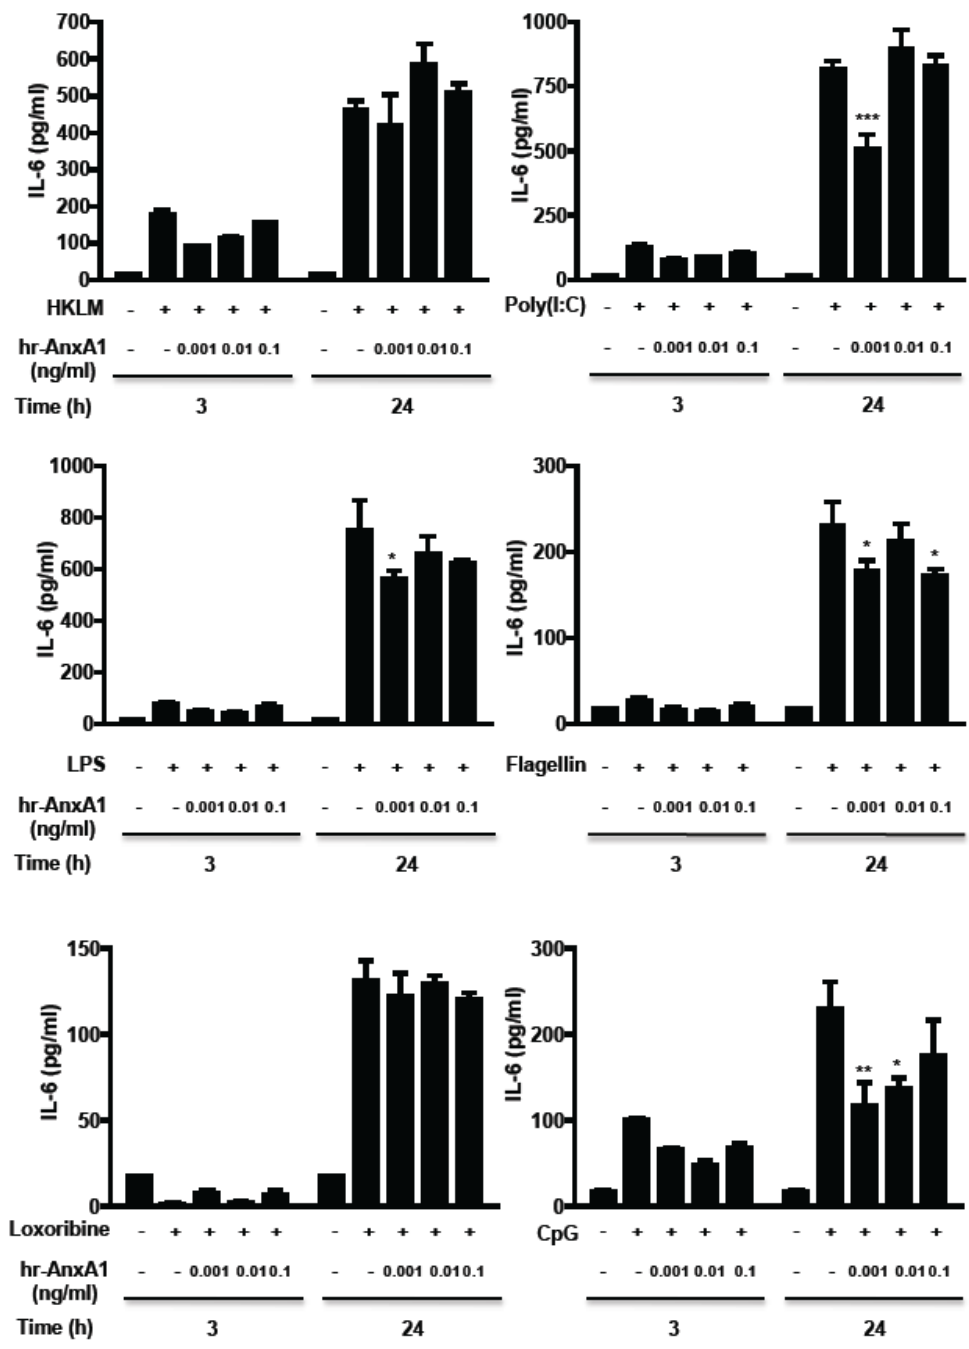 700
600
500
400
300
200
100
0
IL-6 (pg/ml)
HKLM - + + + + - + + + +
hr-AnxA1 - - 0.001 0.01 0.1 - - 0.001 0.01 0.1
(ng/ml)
Time (h) 3 24
1000
750
500
250
0
IL-6 (pg/ml)
***
Poly(I:C) - + + + + - + + + +
- - 0.001 0.01 0.1 - - 0.001 0.01 0.1
3 24
1000
800
600
400
200
0
IL-6 (pg/ml)
*
LPS - + + + + - + + + +
hr-AnxA1 - - 0.001 0.01 0.1 - - 0.001 0.01 0.1
(ng/ml)
Time (h) 3 24
300
200
100
0
IL-6 (pg/ml)
* *
Flagellin - + + + + - + + + +
- - 0.001 0.01 0.1 - - 0.001 0.01 0.1
3 24
150
100
50
0
IL-6 (pg/ml)
Loxoribine - + + + + - + + + +
hr-AnxA1 - - 0.001 0.01 0.1 - - 0.001 0.01 0.1
(ng/ml)
Time (h) 3 24
300
200
100
0
IL-6 (pg/ml)
** *
CpG - + + + + - + + + +
- - 0.001 0.01 0.1 - - 0.001 0.01 0.1
3 24